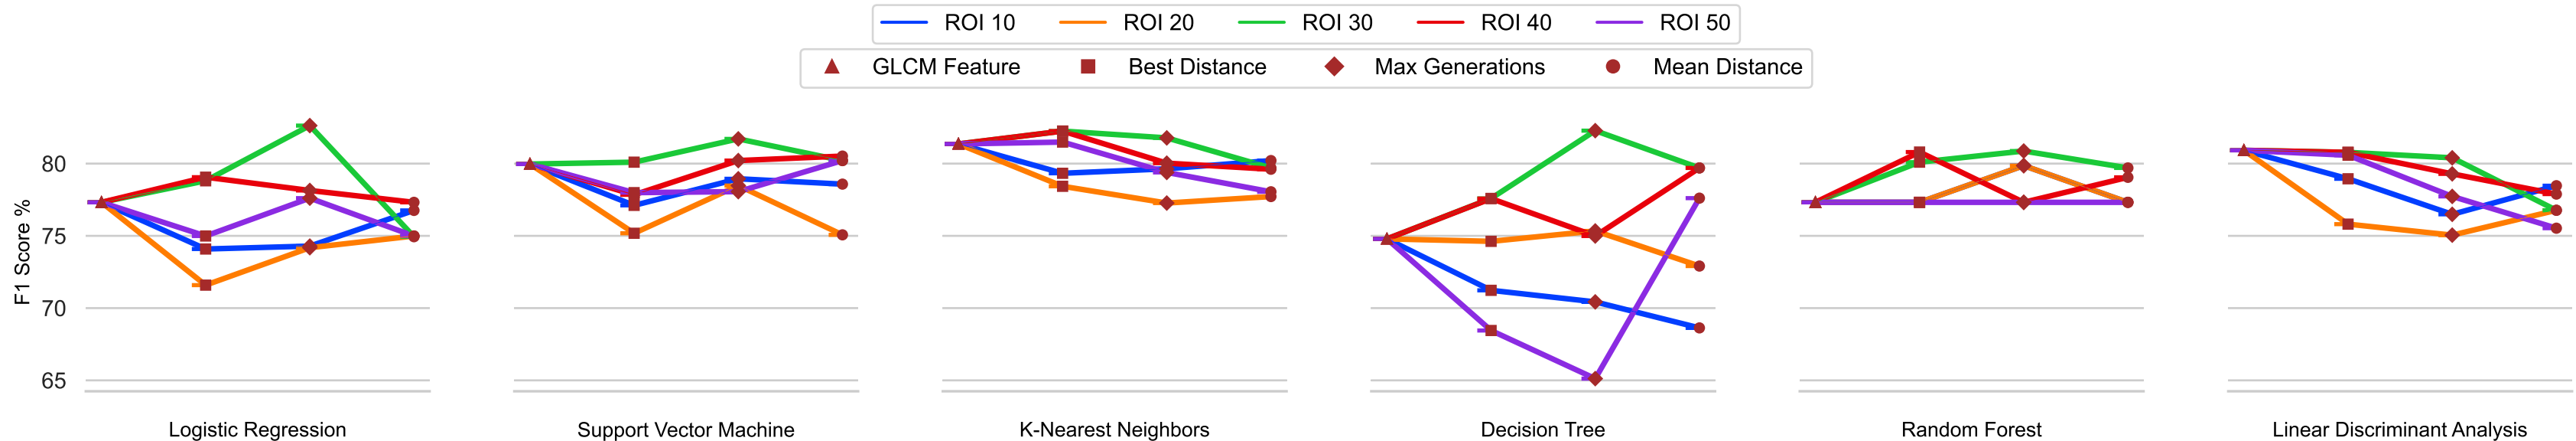 ROI 10 ROI 20 ROI 30 ROI 40 ROI 50
GLCM Feature Best Distance Max Generations Mean Distance
F1 Score %
80
75
70
65
Logistic Regression Support Vector Machine K-Nearest Neighbors Decision Tree Random Forest Linear Discriminant Analysis